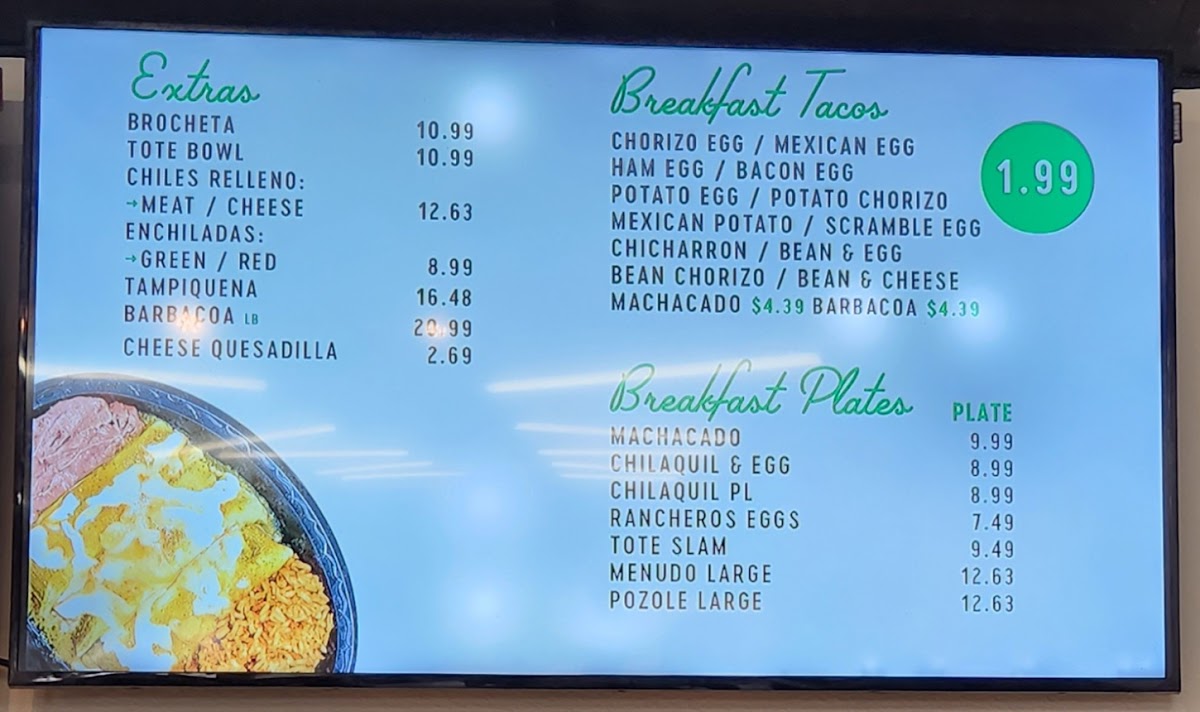 Extras
BROCHETA 10.99
TOTE BOWL 10.99
CHILES RELLENO:
→MEAT / CHEESE 12.63
ENCHILADAS:
→GREEN / RED 8.99
TAMPIQUENA 16.48
BARBACOA LB 20.99
CHEESE QUESADILLA 2.69
Breakfast Tacos
1.99
CHORIZO EGG / MEXICAN EGG
HAM EGG / BACON EGG
POTATO EGG / POTATO CHORIZO
MEXICAN POTATO / SCRAMBLE EGG
CHICHARRON / BEAN & EGG
BEAN CHORIZO / BEAN & CHEESE
MACHACADO $4.39 BARBACOA $4.39
Breakfast Plates PLATE
MACHACADO 9.99
CHILAQUIL & EGG 8.99
CHILAQUIL PL 8.99
RANCHEROS EGGS 7.49
TOTE SLAM 9.49
MENUDO LARGE 12.63
POZOLE LARGE 12.63